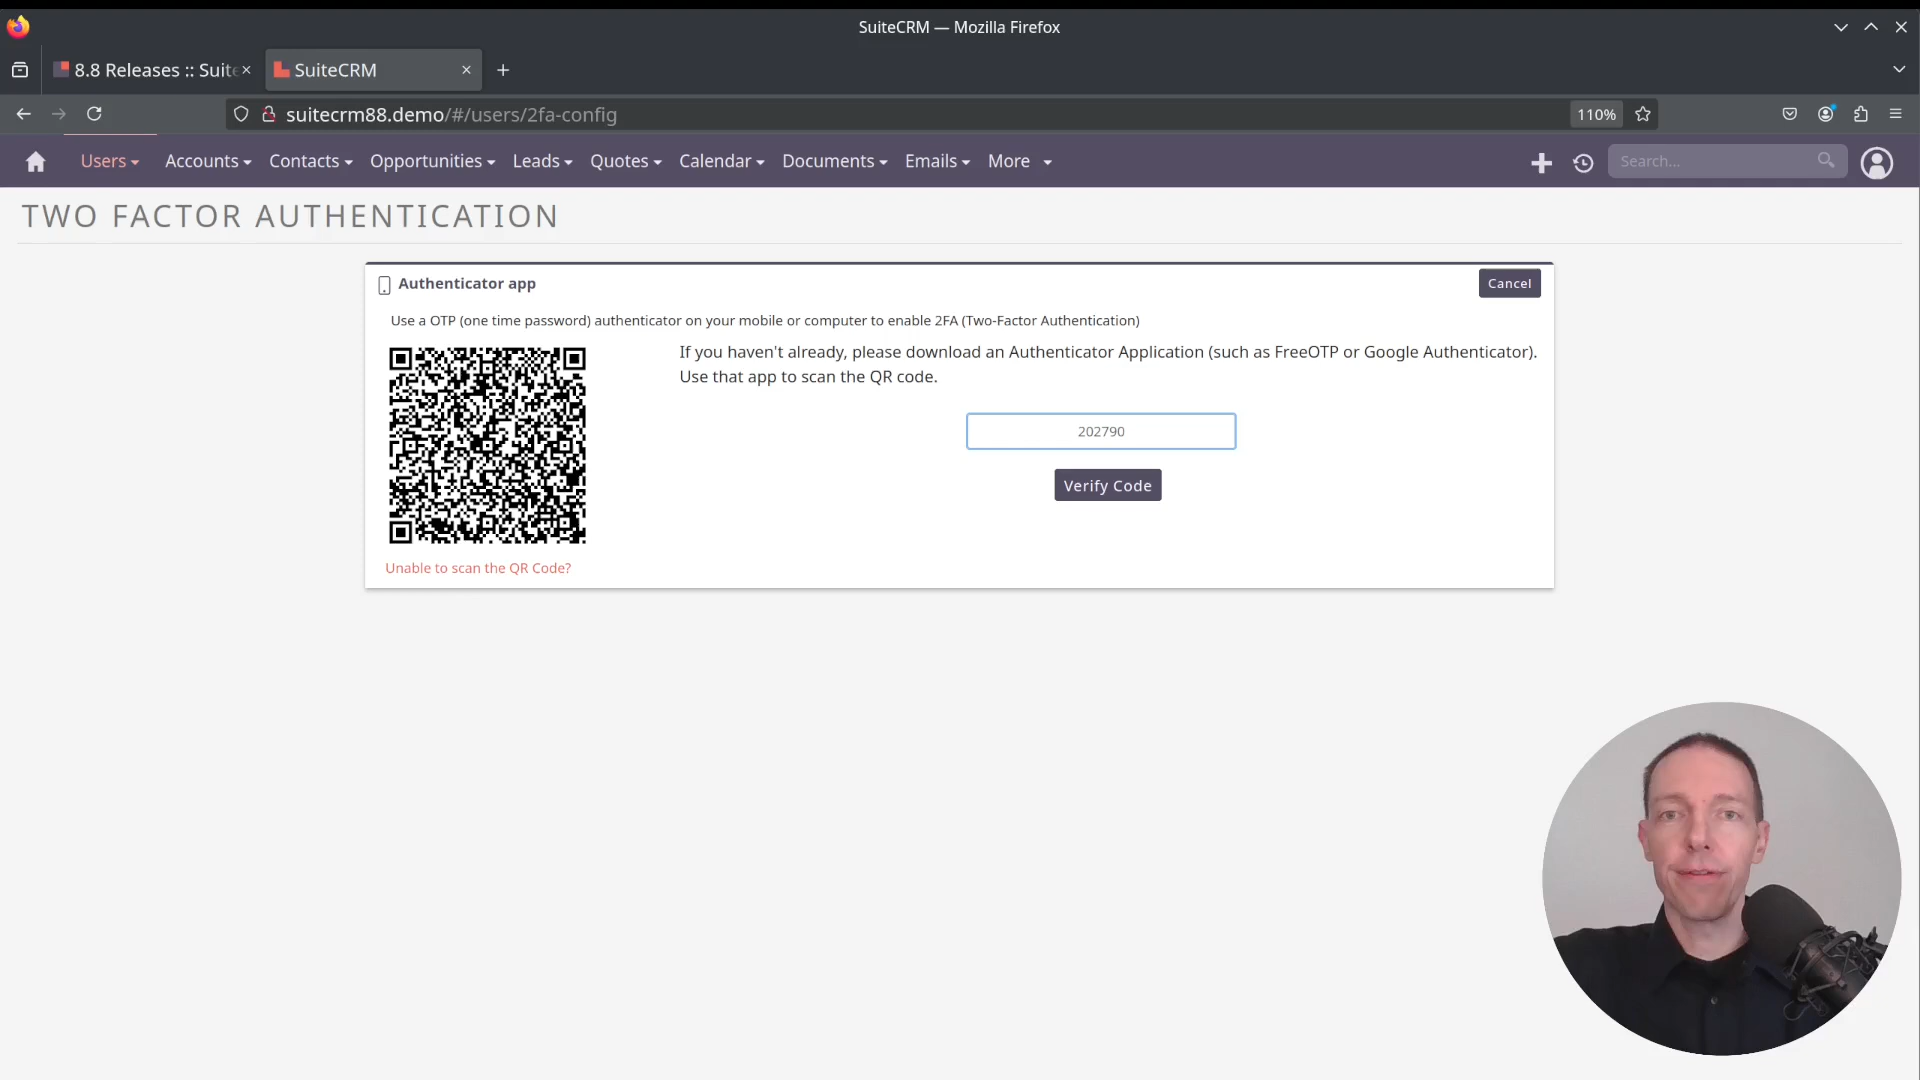 SuiteCRM — Mozilla Firefox
8.8 Releases :: Suite
SuiteCRM
suitecrm88.demo/#/users/2fa-config
110%
Users
Accounts
Contacts
Opportunities
Leads
Quotes
Calendar
Documents
Emails
More
Search...
TWO FACTOR AUTHENTICATION
Authenticator app
Cancel
Use a OTP (one time password) authenticator on your mobile or computer to enable 2FA (Two-Factor Authentication)
If you haven't already, please download an Authenticator Application (such as FreeOTP or Google Authenticator).
Use that app to scan the QR code.
202790
Verify Code
Unable to scan the QR Code?